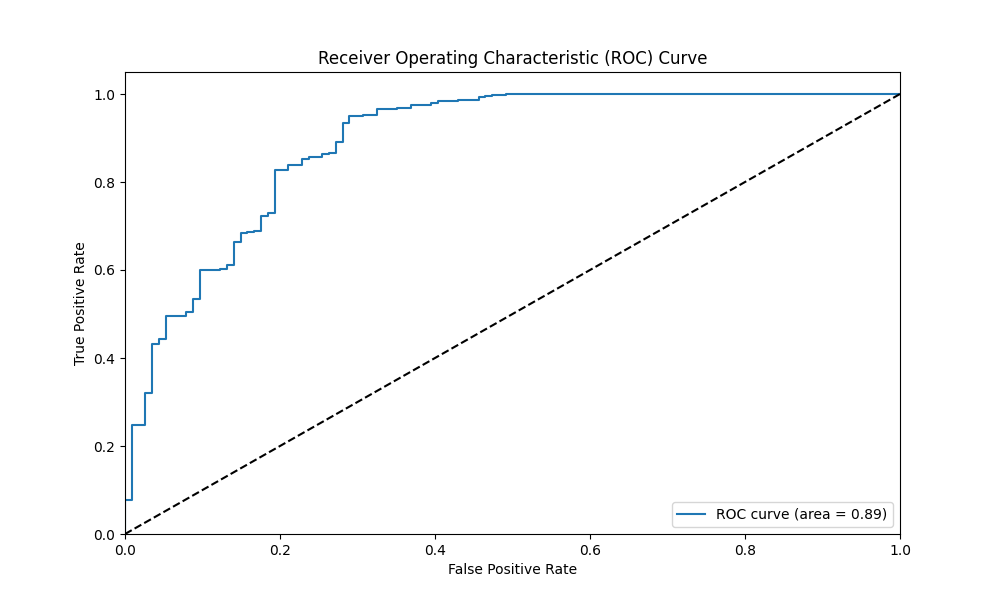 Receiver Operating Characteristic (ROC) Curve
True Positive Rate
1.0
0.8
0.6
0.4
0.2
0.0
ROC curve (area = 0.89)
0.0 0.2 0.4 0.6 0.8 1.0
False Positive Rate